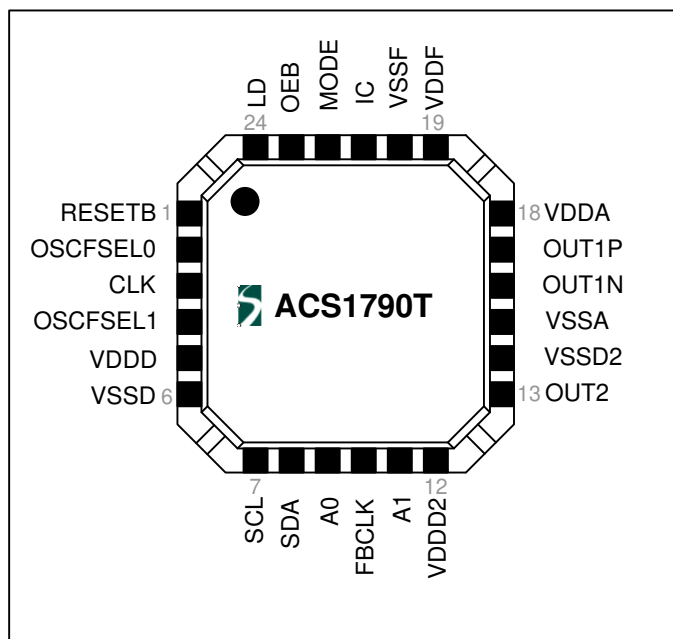 LD
OEB
MODE
IC
VSSF
VDDF
24
19
RESETB 1
OSCFSEL0
CLK
OSCFSEL1
VDDD
VSSD 6
ACS1790T
18 VDDA
OUT1P
OUT1N
VSSA
VSSD2
13 OUT2
7
12
SCL
SDA
A0
FBCLK
A1
VDDD2